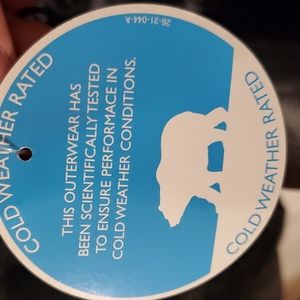 COLD WEATHER RATED
THIS OUTERWEAR HAS
BEEN SCIENTIFICALLY TESTED
TO ENSURE PERFORMACE IN
COLD WEATHER CONDITIONS.
COLD WEATHER RATED
26-31-044-A